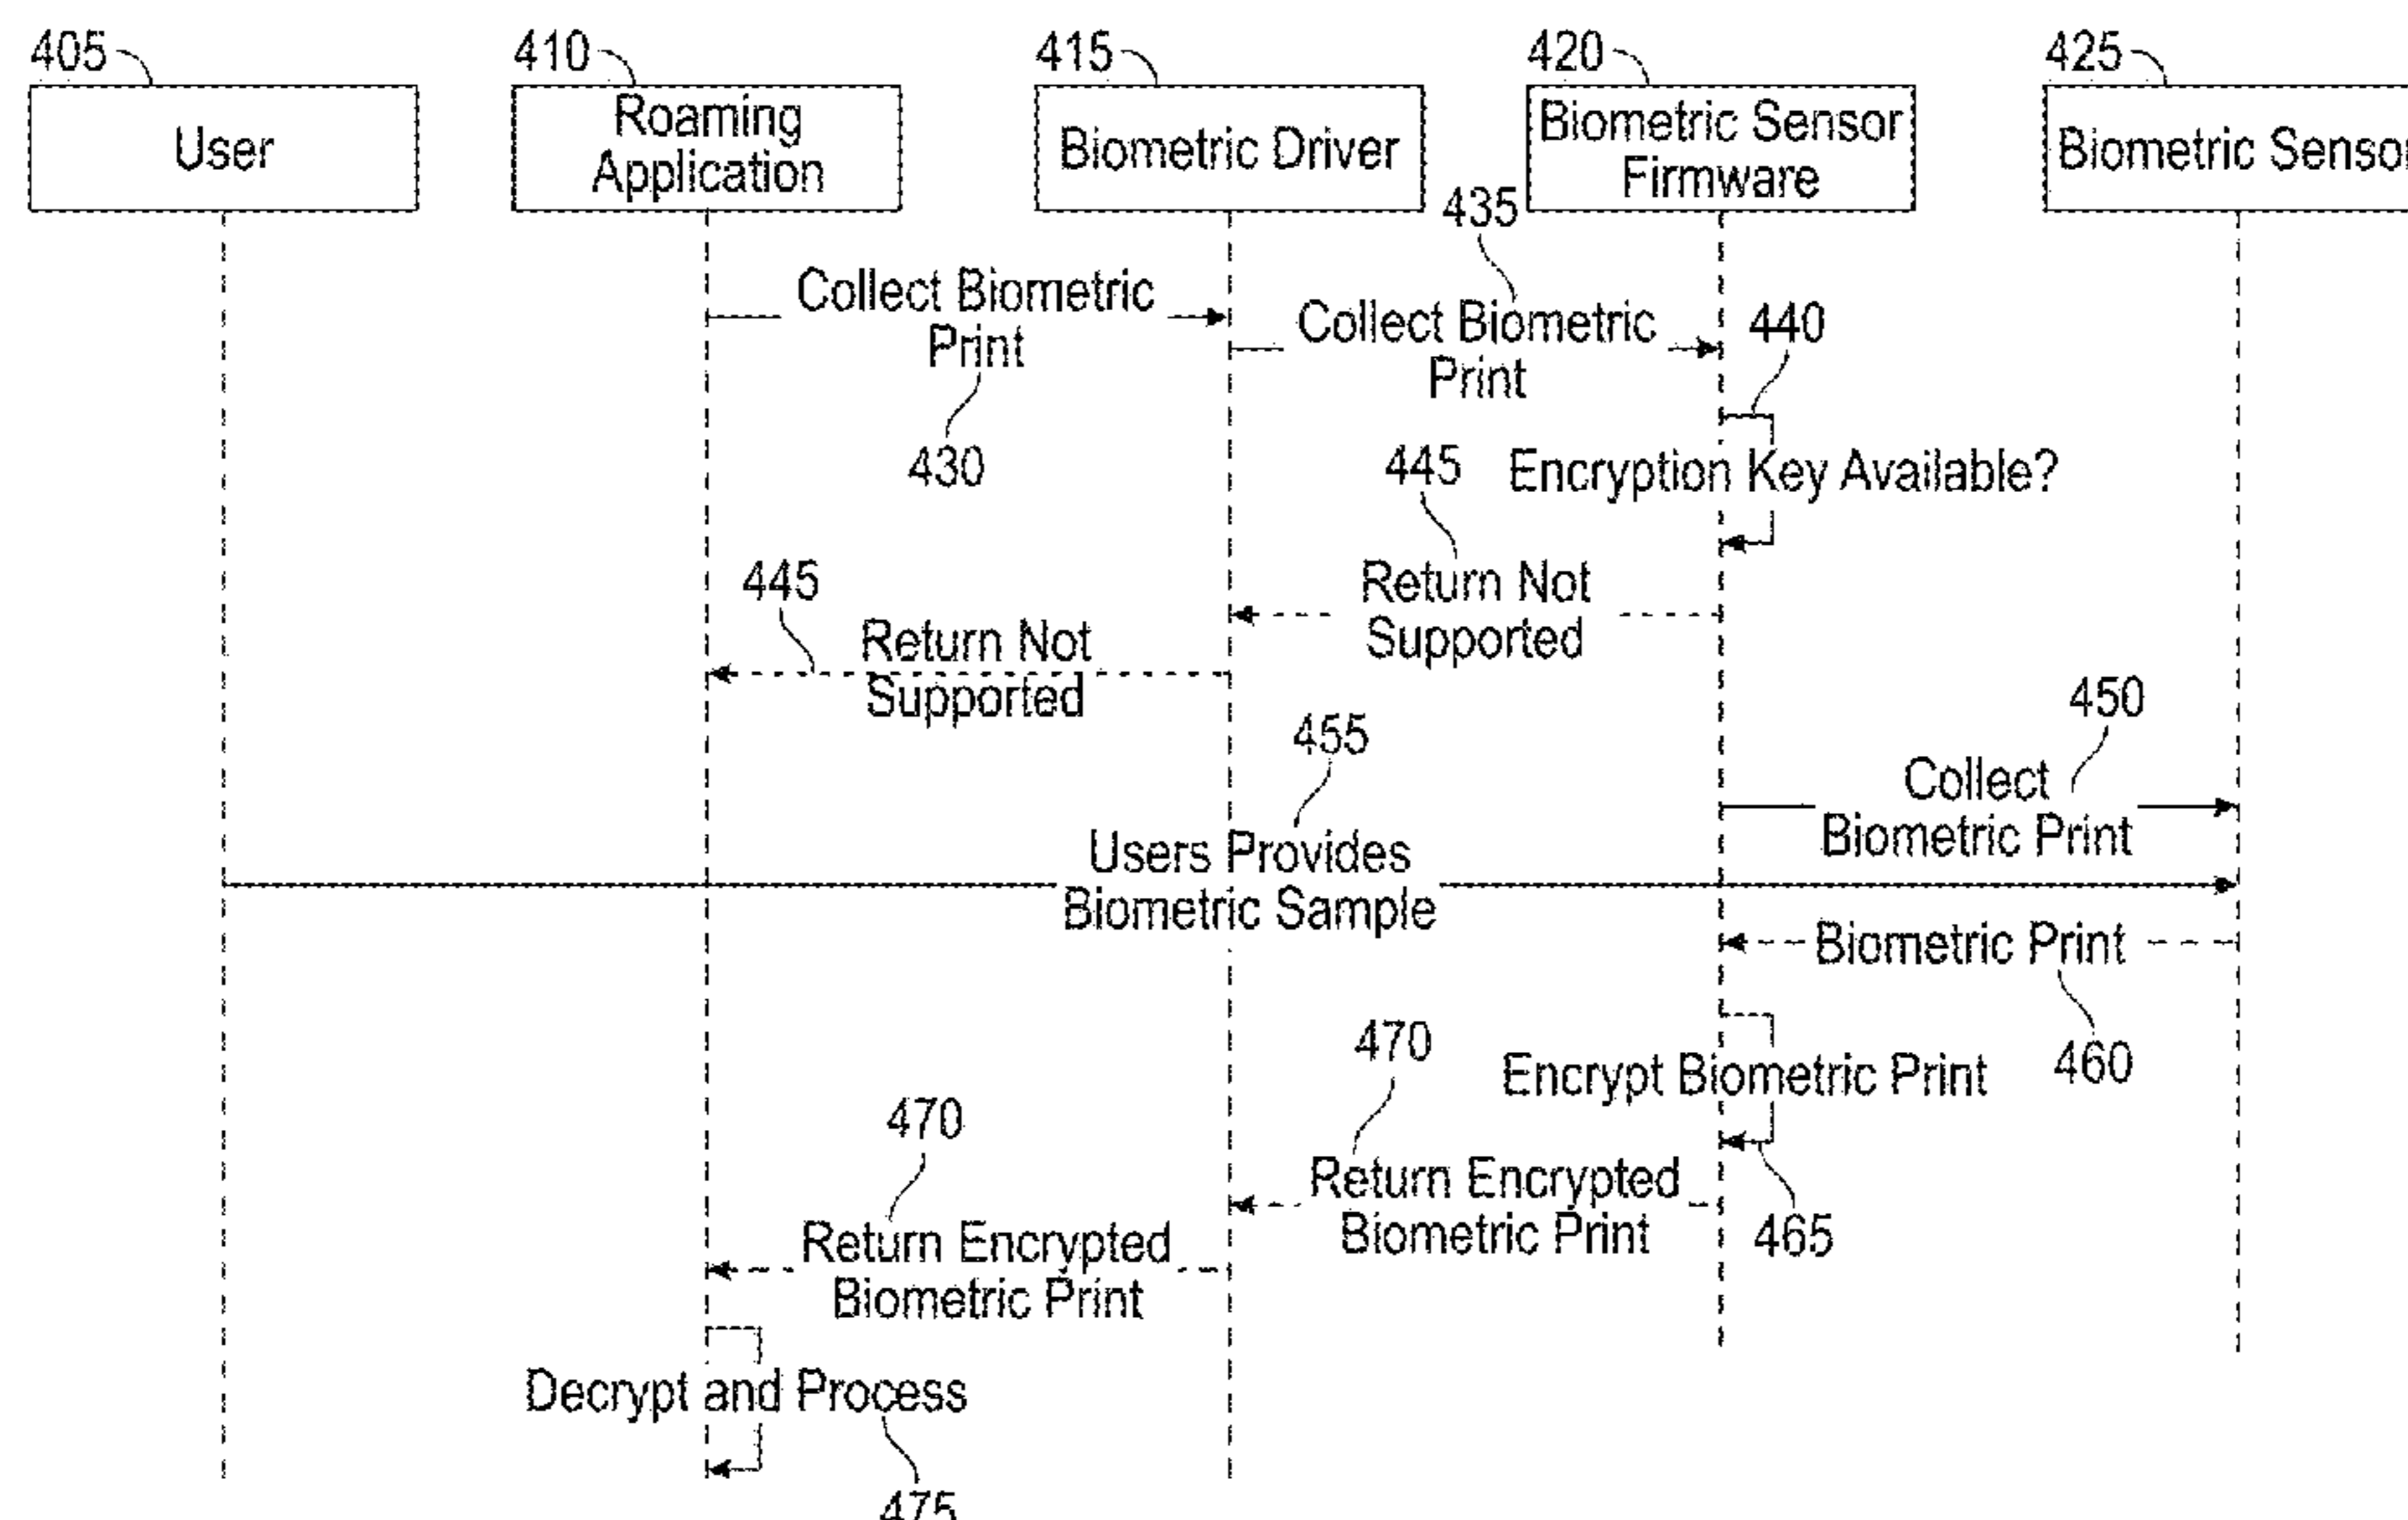 405
410
415
420
425
User
Roaming
Application
Biometric Driver
Biometric Sensor
Firmware
Biometric Sensor
435
Collect Biometric
Print
430
Collect Biometric
Print
440
445
Encryption Key Available?
Return Not
Supported
445
Return Not
Supported
450
Collect
Biometric Print
455
Users Provides
Biometric Sample
Biometric Print
460
Encrypt Biometric Print
465
470
Return Encrypted
Biometric Print
470
Return Encrypted
Biometric Print
Decrypt and Process
475